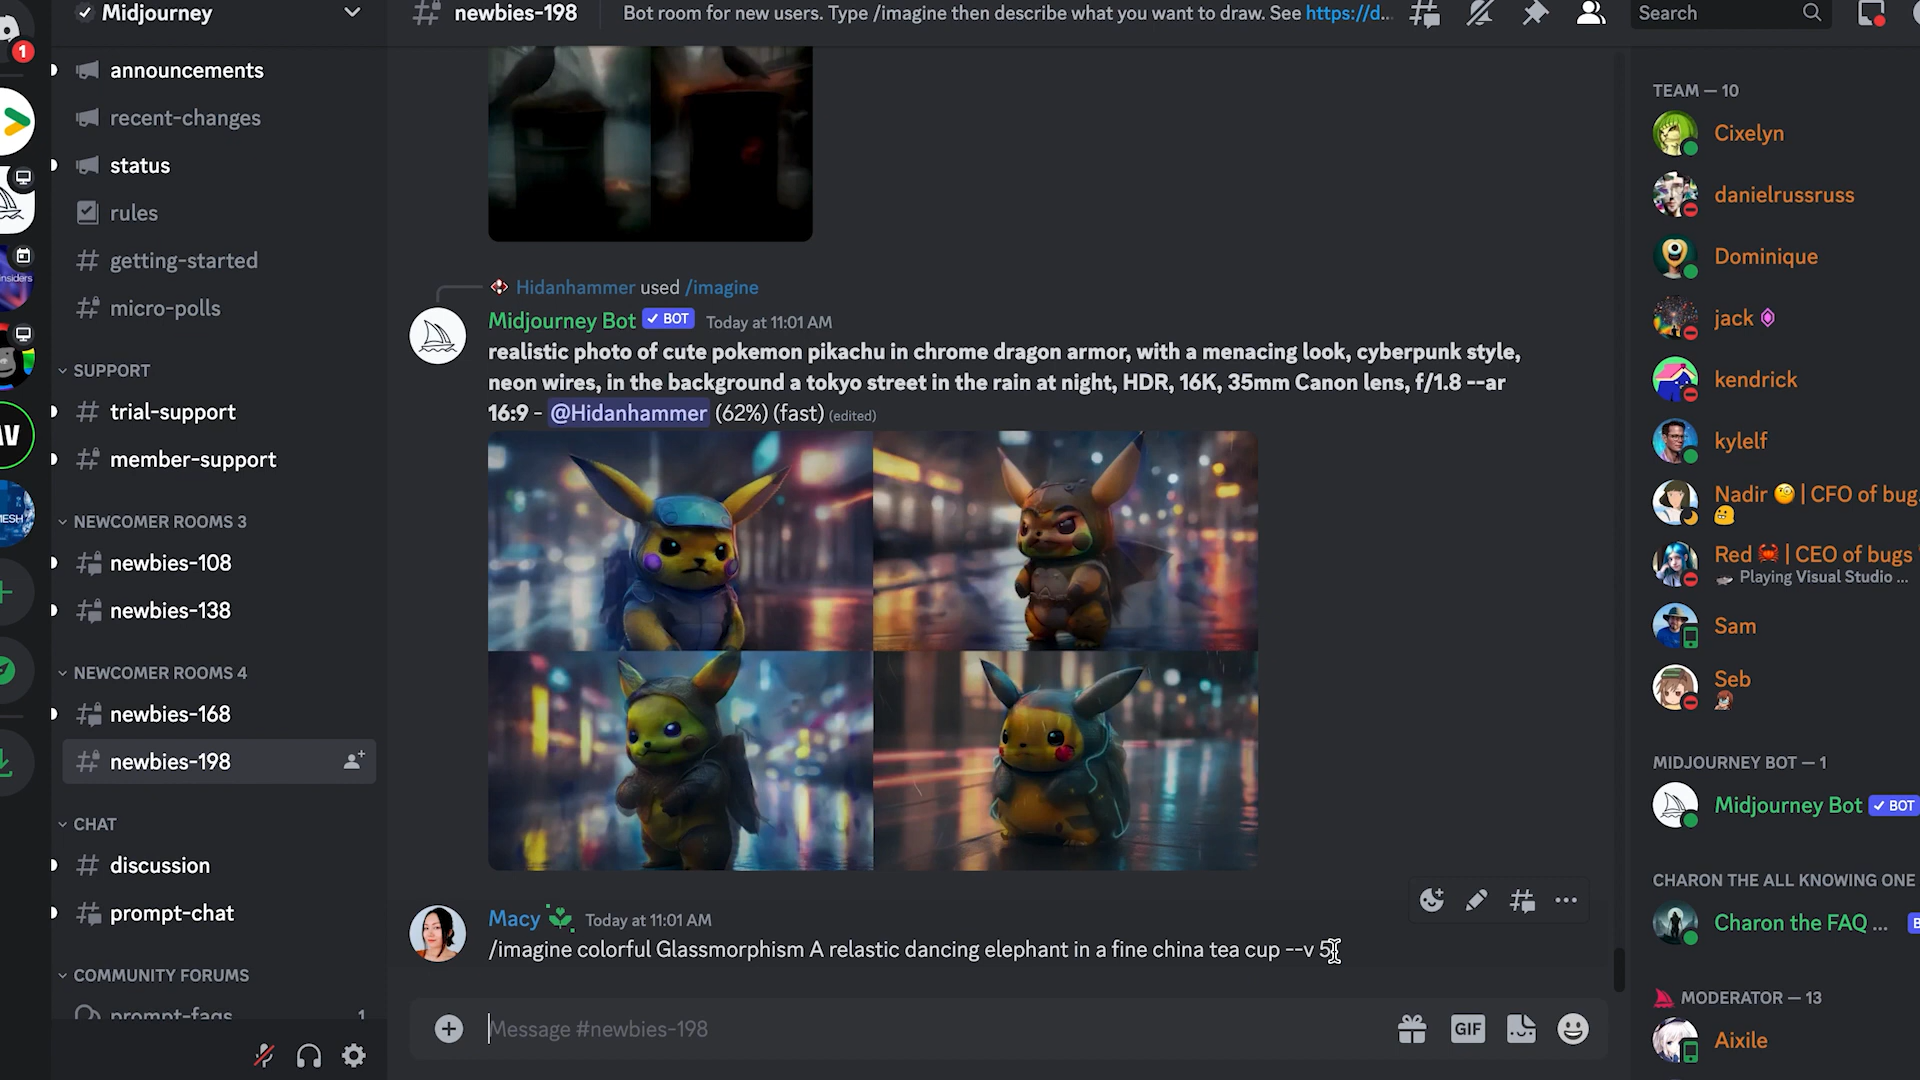 Midjourney
1
announcements
recent-changes
status
rules
getting-started
micro-polls
SUPPORT
trial-support
member-support
NEWCOMER ROOMS 3
newbies-108
newbies-138
NEWCOMER ROOMS 4
newbies-168
newbies-198
CHAT
discussion
prompt-chat
COMMUNITY FORUMS
prompt-faqs 1
newbies-198
Bot room for new users. Type /imagine then describe what you want to draw. See https://d...
Search
Hidanhammer used /imagine
Midjourney Bot ✓ BOT Today at 11:01 AM
realistic photo of cute pokemon pikachu in chrome dragon armor, with a menacing look, cyberpunk style,
neon wires, in the background a tokyo street in the rain at night, HDR, 16K, 35mm Canon lens, f/1.8 --ar
16:9 - @Hidanhammer (62%) (fast) (edited)
Macy Today at 11:01 AM
/imagine colorful Glassmorphism A relastic dancing elephant in a fine china tea cup --v 5
Message #newbies-198
GIF
TEAM — 10
Cixelyn
danielrussruss
Dominique
jack
kendrick
kylelf
Nadir 🧐 | CFO of bug
Red 🦀 | CEO of bugs
Playing Visual Studio ...
Sam
Seb
MIDJOURNEY BOT — 1
Midjourney Bot ✓ BOT
CHARON THE ALL KNOWING ONE
Charon the FAQ ...
MODERATOR — 13
Aixile